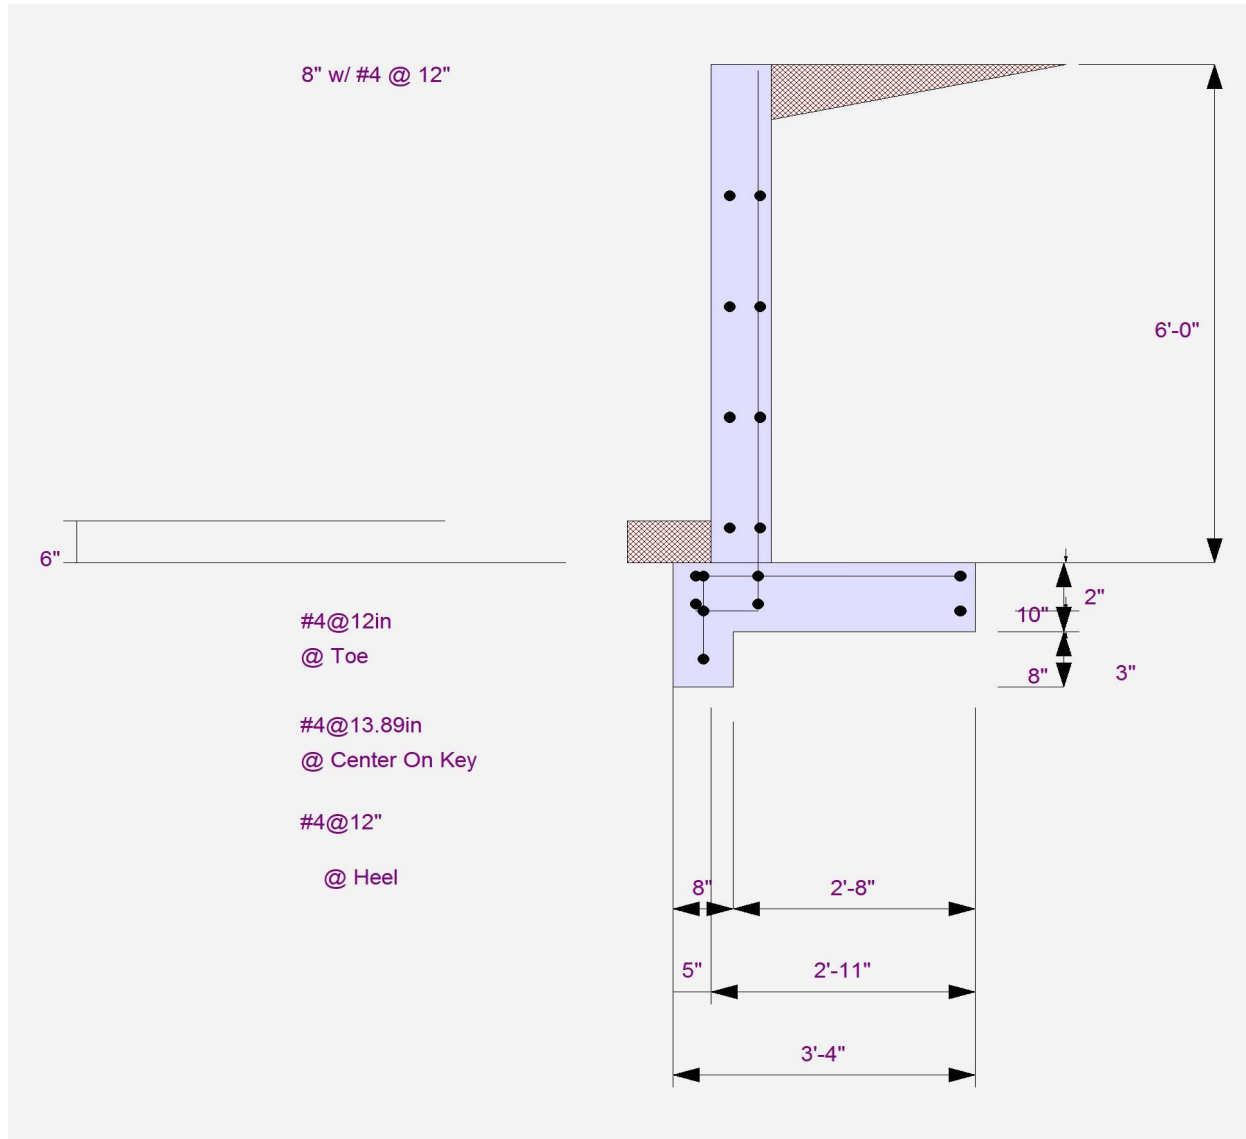 8" w/ #4 @ 12"
6'-0"
6"
2"
10"
#4@12in
@ Toe
8"
3"
#4@13.89in
@ Center On Key
#4@12"
@ Heel
8"
2'-8"
5"
2'-11"
3'-4"